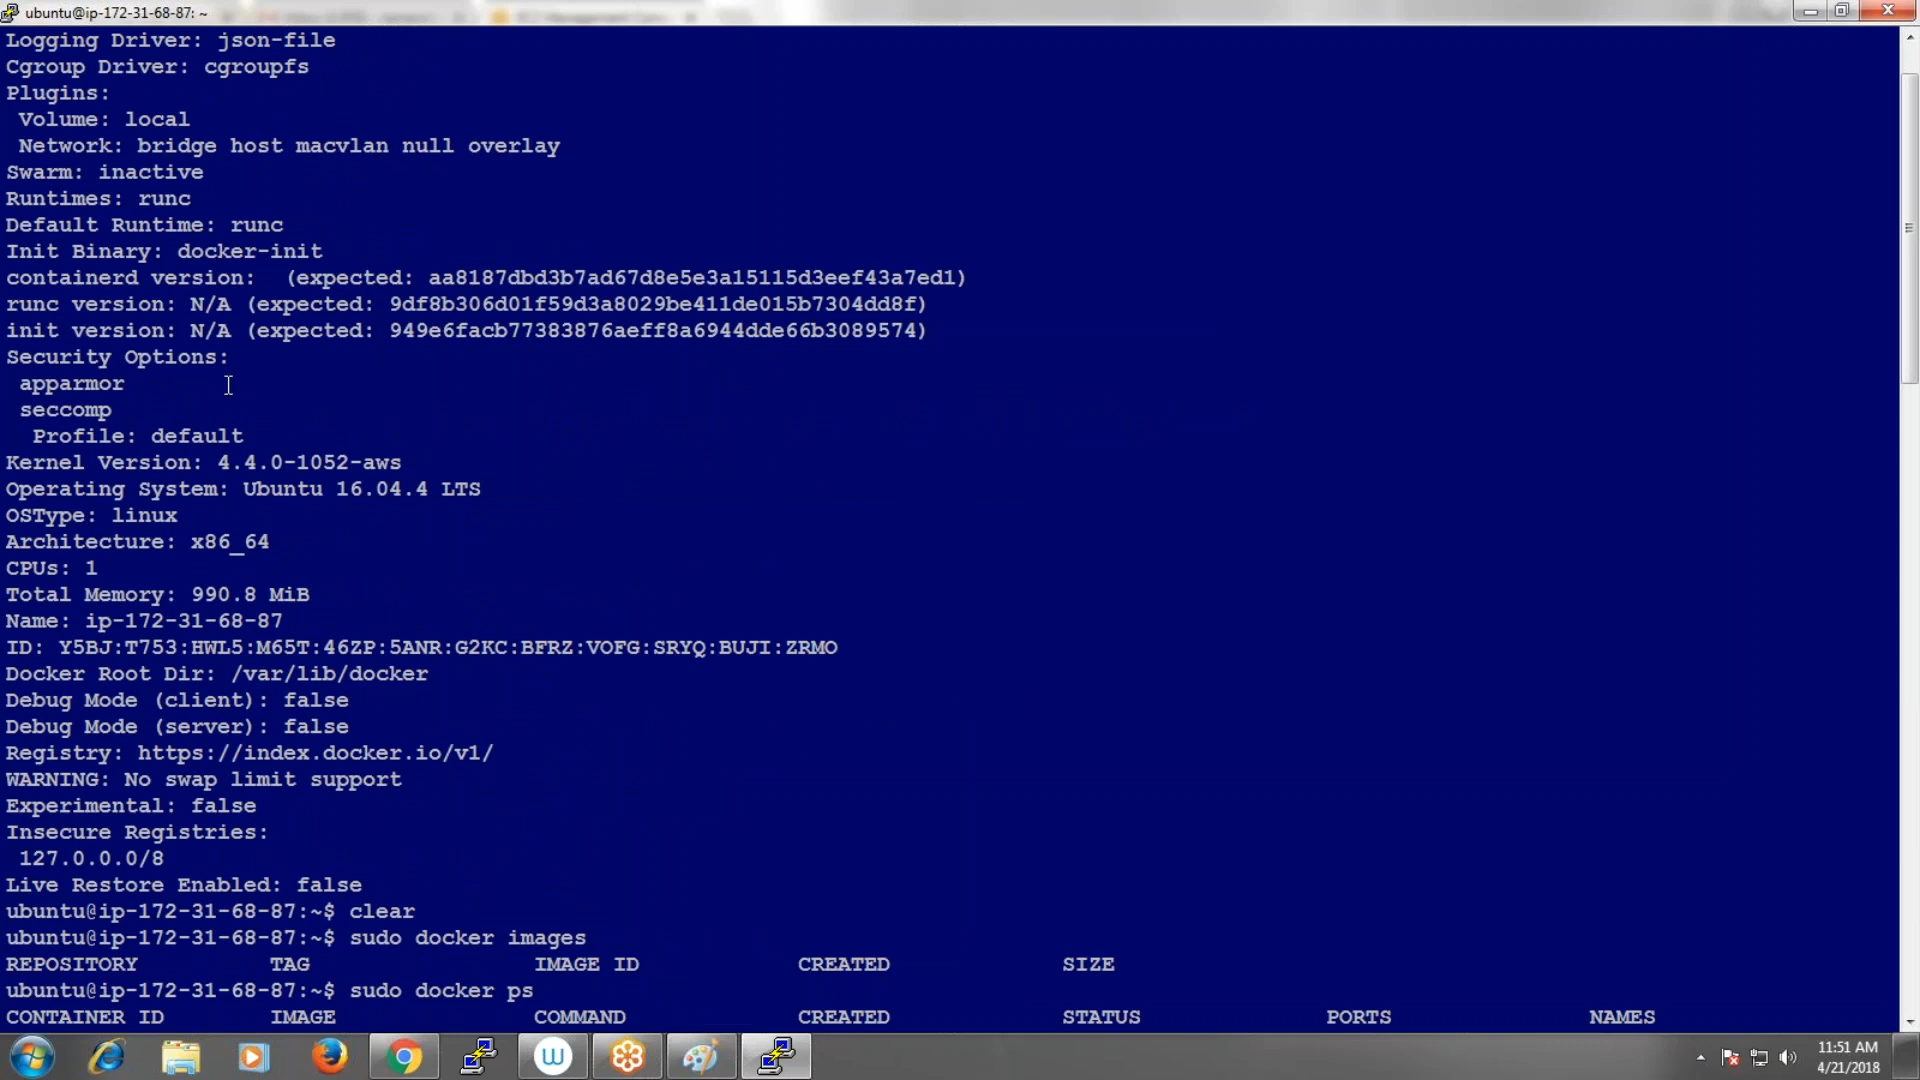 ubuntu@ip-172-31-68-87: ~
Logging Driver: json-file
Cgroup Driver: cgroupfs
Plugins:
Volume: local
Network: bridge host macvlan null overlay
Swarm: inactive
Runtimes: runc
Default Runtime: runc
Init Binary: docker-init
containerd version:  (expected: aa8187dbd3b7ad67d8e5e3a15115d3eef43a7ed1)
runc version: N/A (expected: 9df8b306d01f59d3a8029be411de015b7304dd8f)
init version: N/A (expected: 949e6facb77383876aeff8a6944dde66b3089574)
Security Options:
apparmor
seccomp
Profile: default
Kernel Version: 4.4.0-1052-aws
Operating System: Ubuntu 16.04.4 LTS
OSType: linux
Architecture: x86_64
CPUs: 1
Total Memory: 990.8 MiB
Name: ip-172-31-68-87
ID: Y5BJ:T753:HWL5:M65T:46ZP:5ANR:G2KC:BFRZ:VOFG:SRYQ:BUJI:ZRMO
Docker Root Dir: /var/lib/docker
Debug Mode (client): false
Debug Mode (server): false
Registry: https://index.docker.io/v1/
WARNING: No swap limit support
Experimental: false
Insecure Registries:
127.0.0.0/8
Live Restore Enabled: false
ubuntu@ip-172-31-68-87:~$ clear
ubuntu@ip-172-31-68-87:~$ sudo docker images
REPOSITORY TAG IMAGE ID CREATED SIZE
ubuntu@ip-172-31-68-87:~$ sudo docker ps
CONTAINER ID IMAGE COMMAND CREATED STATUS PORTS NAMES
W
11:51 AM
4/21/2018